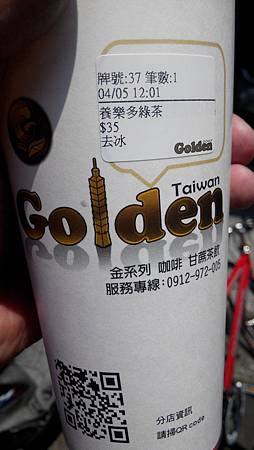 牌號:37 筆數:1
04/05 12:01
養樂多綠茶
$35
去冰
Golden
Taiwan
Golden
金系列 咖啡 甘蔗茶飲
服務專線:0912-972-005
分店資訊
請掃QR code